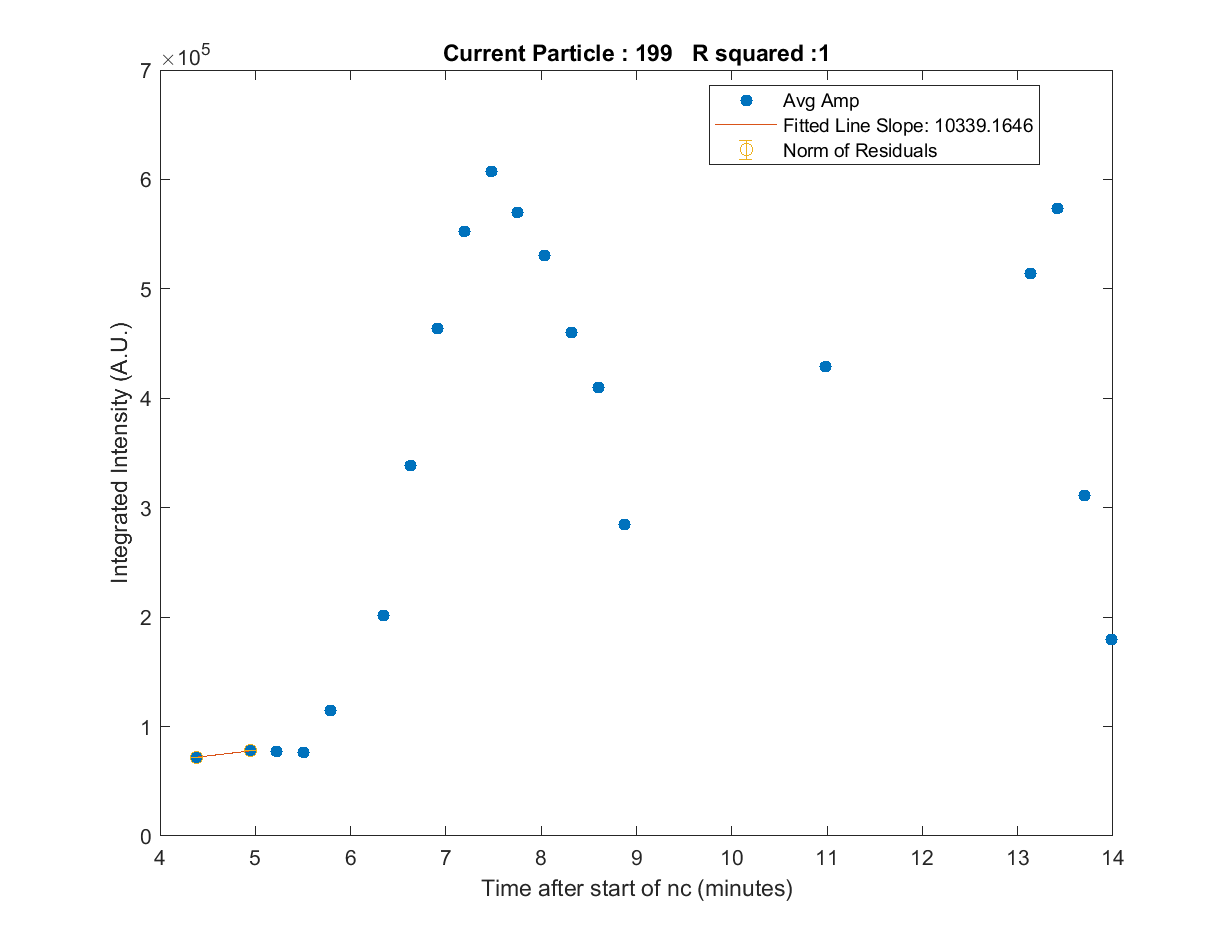 Current Particle : 199   R squared :1
×10^5
7
6
5
4
3
2
1
0
Integrated Intensity (A.U.)
Avg Amp
Fitted Line Slope: 10339.1646
Norm of Residuals
4 5 6 7 8 9 10 11 12 13 14
Time after start of nc (minutes)